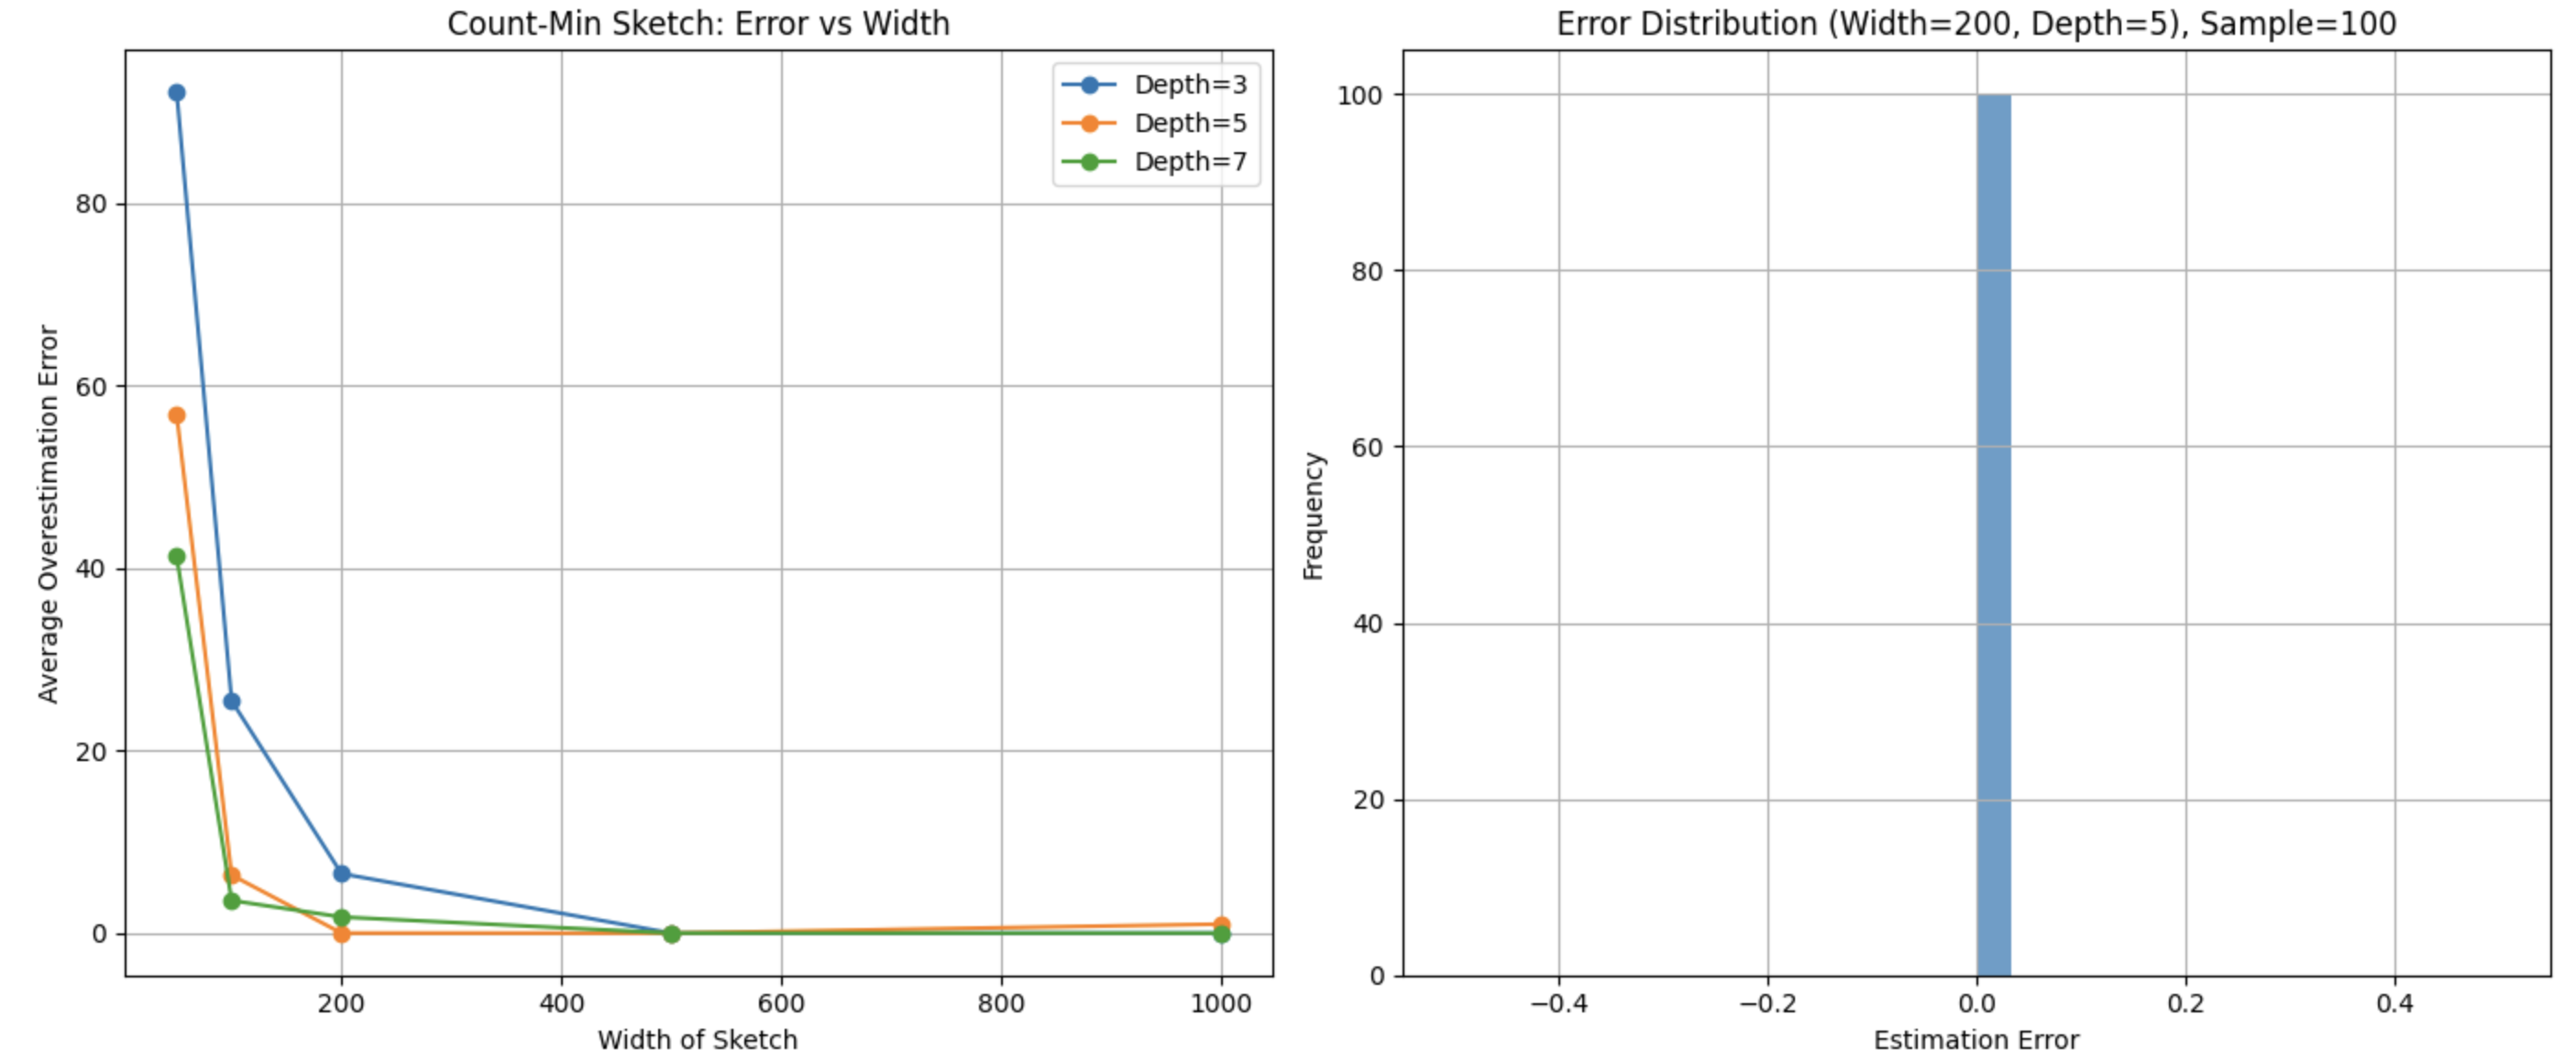 Count-Min Sketch: Error vs Width
Depth=3
Depth=5
Depth=7
Average Overestimation Error
80
60
40
20
0
200 400 600 800 1000
Width of Sketch
Error Distribution (Width=200, Depth=5), Sample=100
Frequency
100
80
60
40
20
0
−0.4 −0.2 0.0 0.2 0.4
Estimation Error